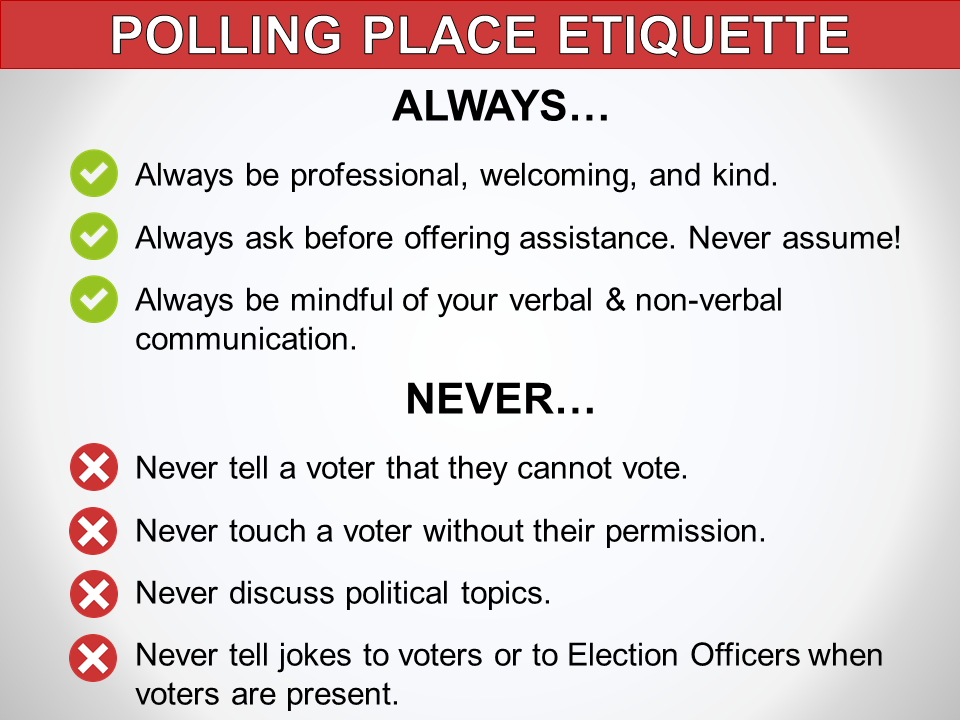 POLLING PLACE ETIQUETTE
ALWAYS…
Always be professional, welcoming, and kind.
Always ask before offering assistance. Never assume!
Always be mindful of your verbal & non-verbal
communication.
NEVER…
Never tell a voter that they cannot vote.
Never touch a voter without their permission.
Never discuss political topics.
Never tell jokes to voters or to Election Officers when
voters are present.